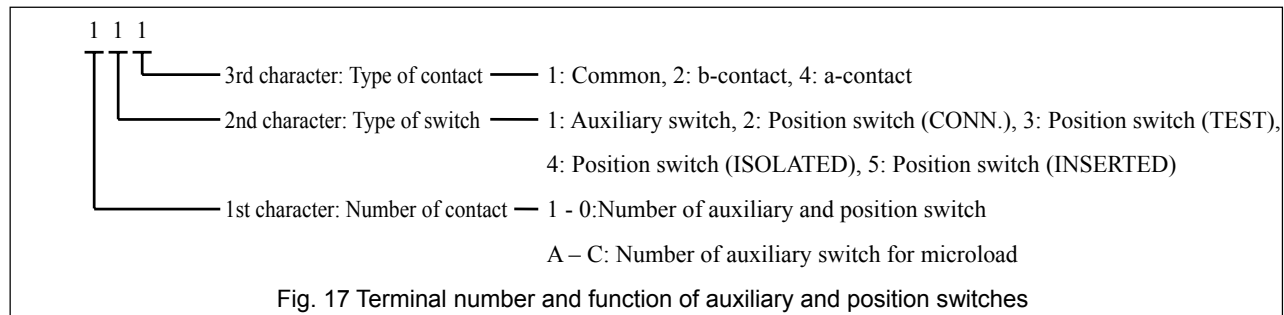 1 1 1
3rd character: Type of contact 1: Common, 2: b-contact, 4: a-contact
2nd character: Type of switch 1: Auxiliary switch, 2: Position switch (CONN.), 3: Position switch (TEST),
4: Position switch (ISOLATED), 5: Position switch (INSERTED)
1st character: Number of contact 1 - 0:Number of auxiliary and position switch
A – C: Number of auxiliary switch for microload
Fig. 17 Terminal number and function of auxiliary and position switches